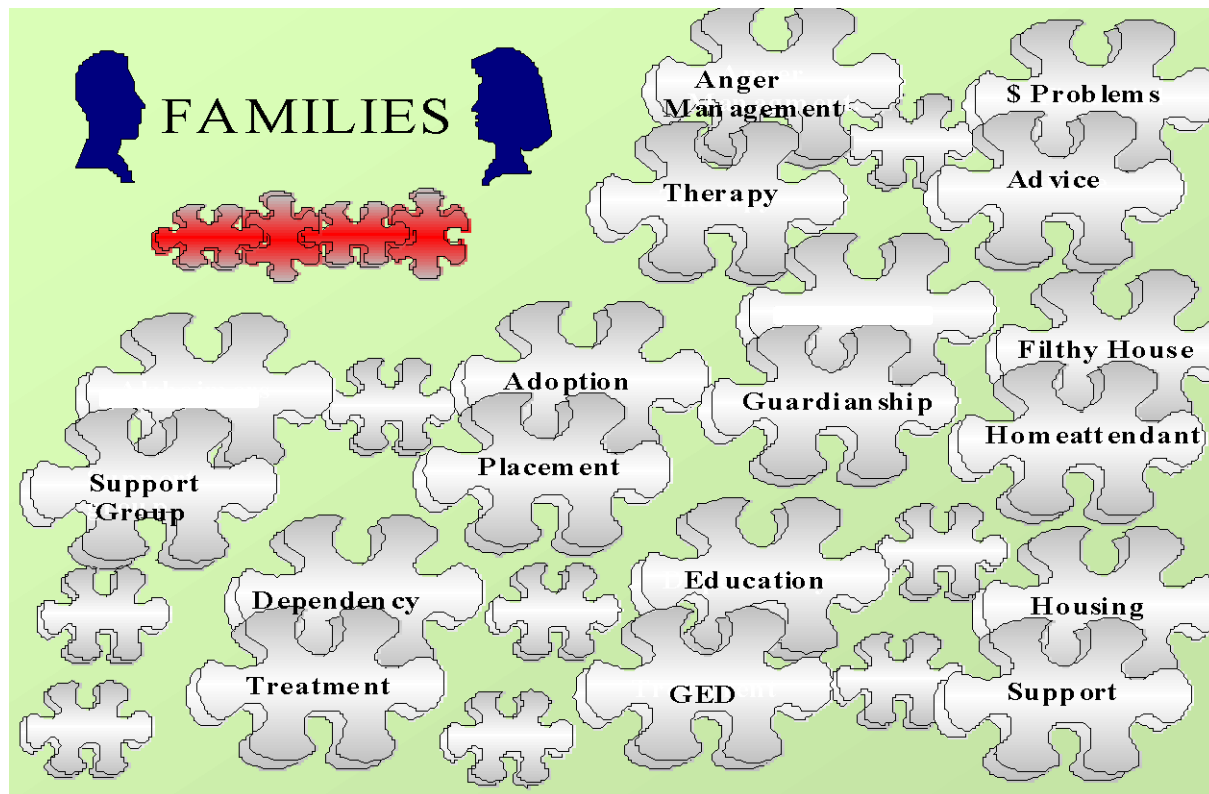 FAMILIES
Anger
Management
Therapy
$ Problems
Advice
Guardianship
Filthy House
Homeattendant
Adoption
Placement
Support
Group
Dependency
Treatment
Education
GED
Housing
Support